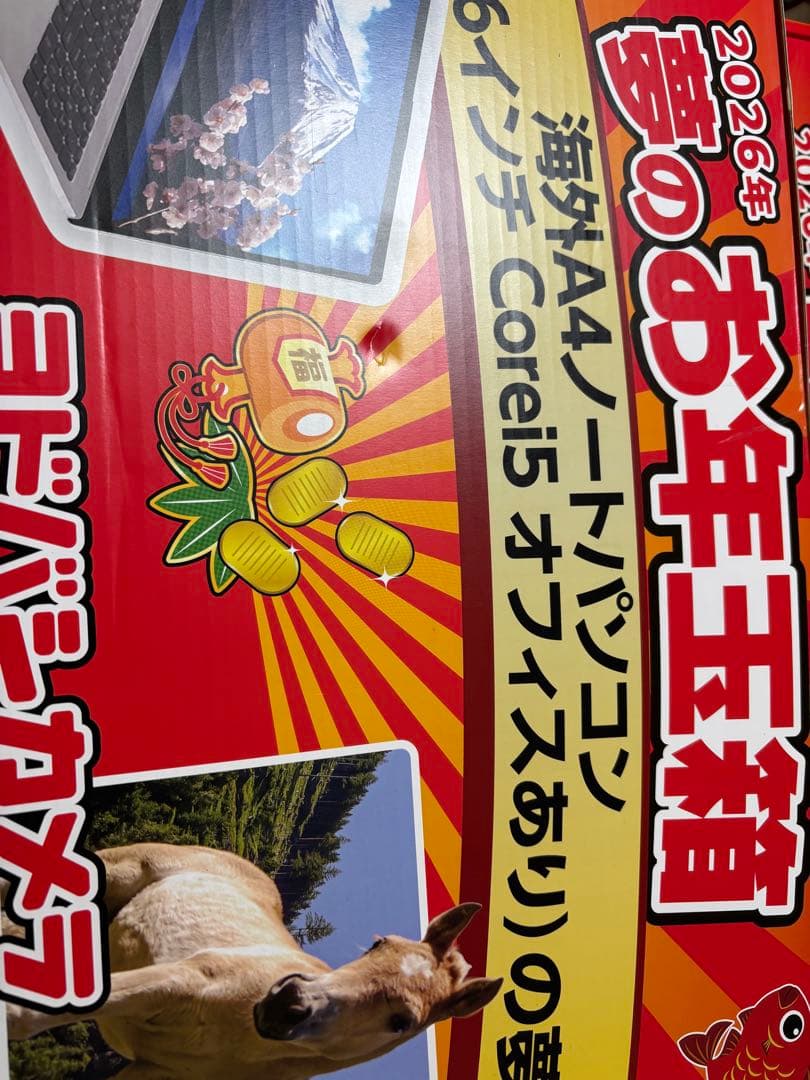 2026年
夢のお年玉箱
海外A4ノートパソコン
6インチ Corei5 オフィスあり)の夢
福
ヨドバシカメラ